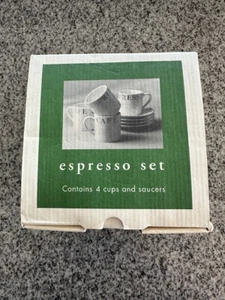 espresso set
Contains 4 cups and saucers